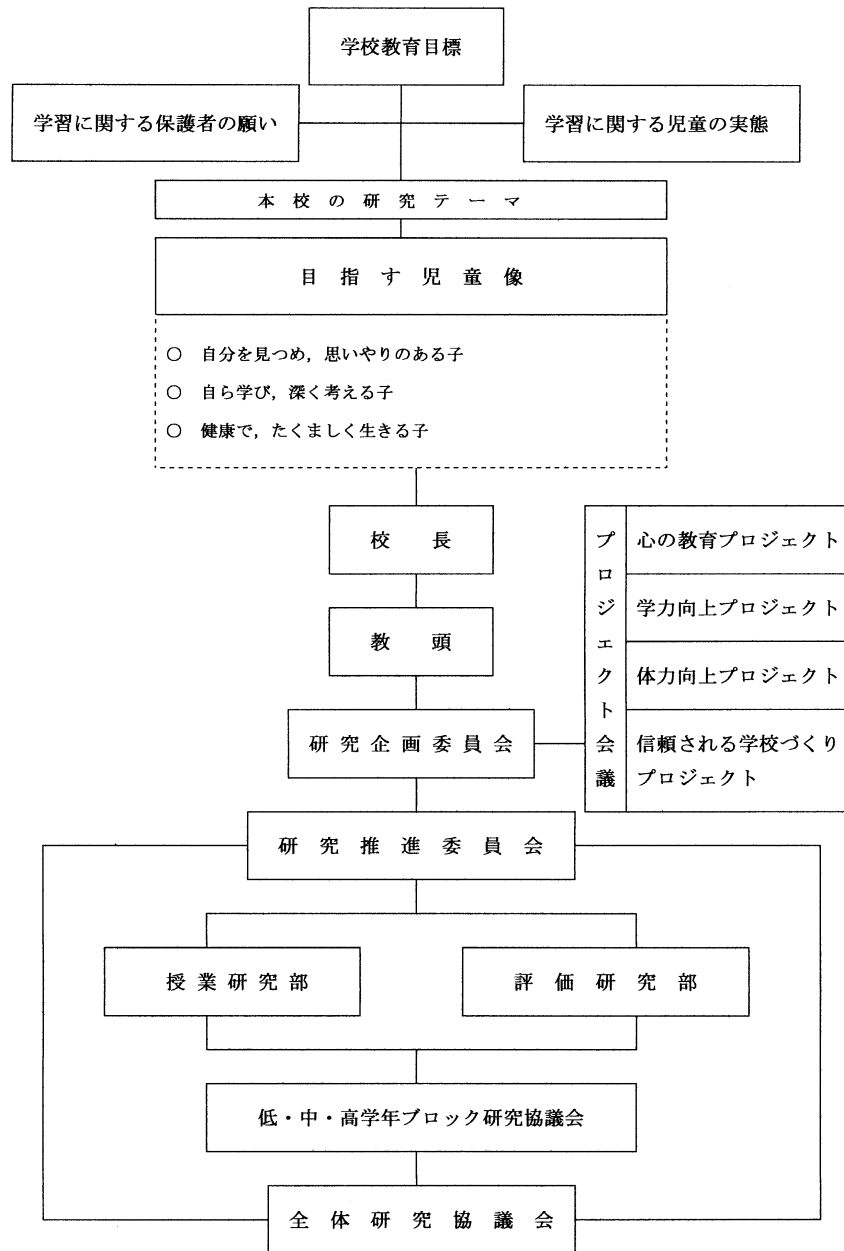 学校教育目標
学習に関する保護者の願い
学習に関する児童の実態
本校の研究テーマ
目指す児童像
○ 自分を見つめ，思いやりのある子
○ 自ら学び，深く考える子
○ 健康で，たくましく生きる子
校長
教頭
研究企画委員会
プロジェクト会議
心の教育プロジェクト
学力向上プロジェクト
体力向上プロジェクト
信頼される学校づくり
プロジェクト
研究推進委員会
授業研究部
評価研究部
低・中・高学年ブロック研究協議会
全体研究協議会